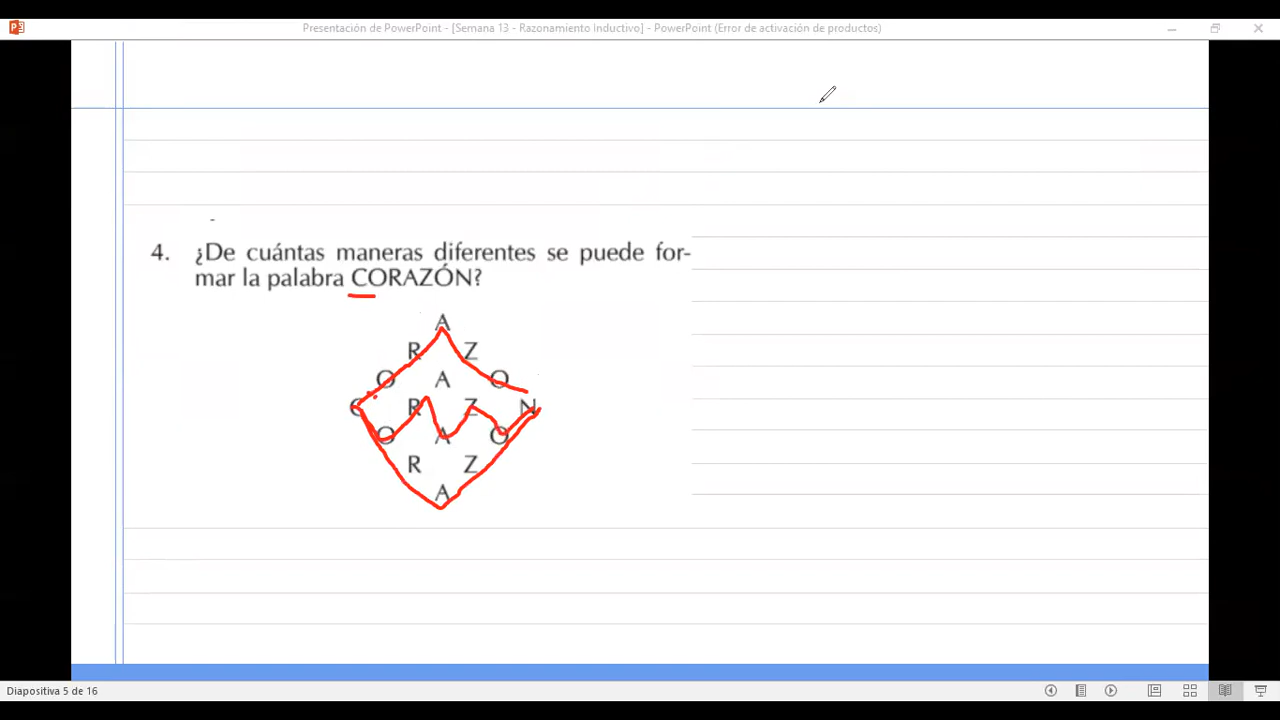 Presentación de PowerPoint - [Semana 13 - Razonamiento Inductivo] - PowerPoint (Error de activación de productos)
4. ¿De cuántas maneras diferentes se puede for-
mar la palabra CORAZÓN?
A
R Z
O A O
C R Z N
O A O
R Z
A
Diapositiva 5 de 16